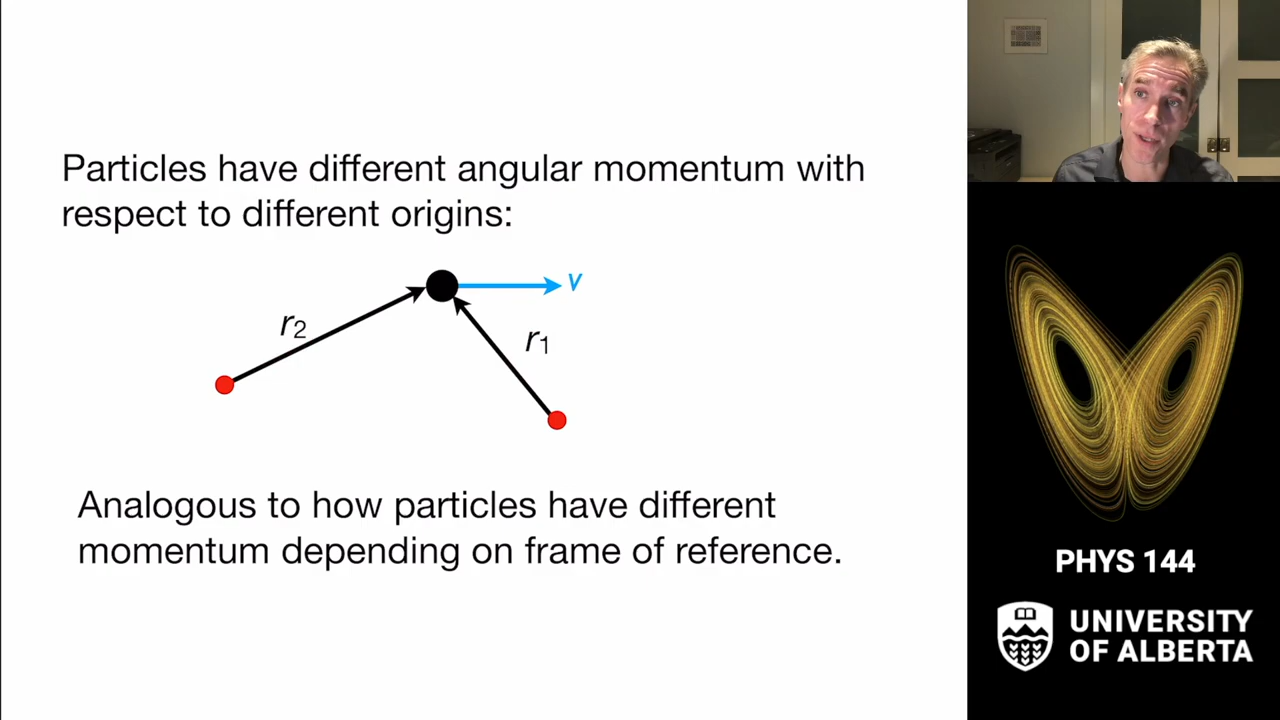 Particles have different angular momentum with
respect to different origins:
v
r2
r1
Analogous to how particles have different
momentum depending on frame of reference.
PHYS 144
UNIVERSITY
OF ALBERTA